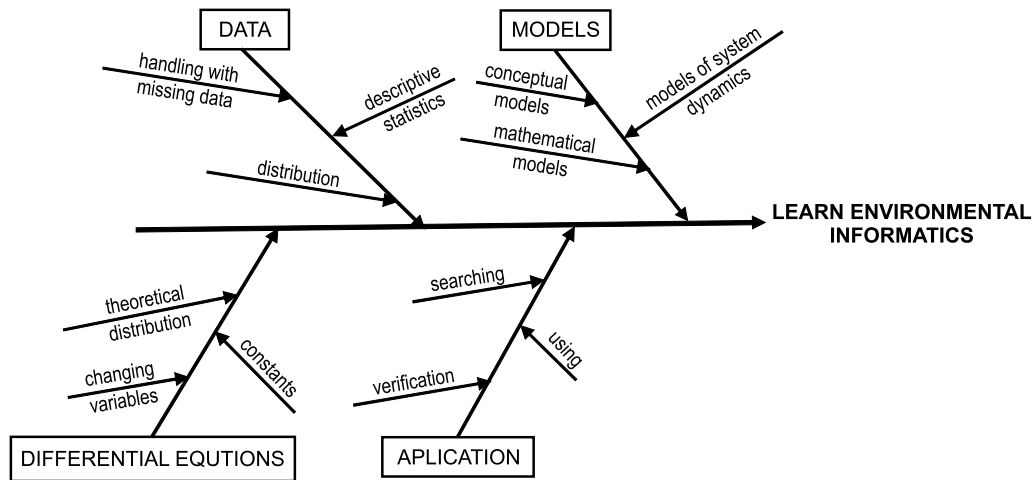 DATA
handling with
missing data
descriptive
statistics
distribution
MODELS
conceptual
models
models of system
dynamics
mathematical
models
LEARN ENVIRONMENTAL
INFORMATICS
theoretical
distribution
changing
variables
constants
DIFFERENTIAL EQUTIONS
searching
using
verification
APLICATION